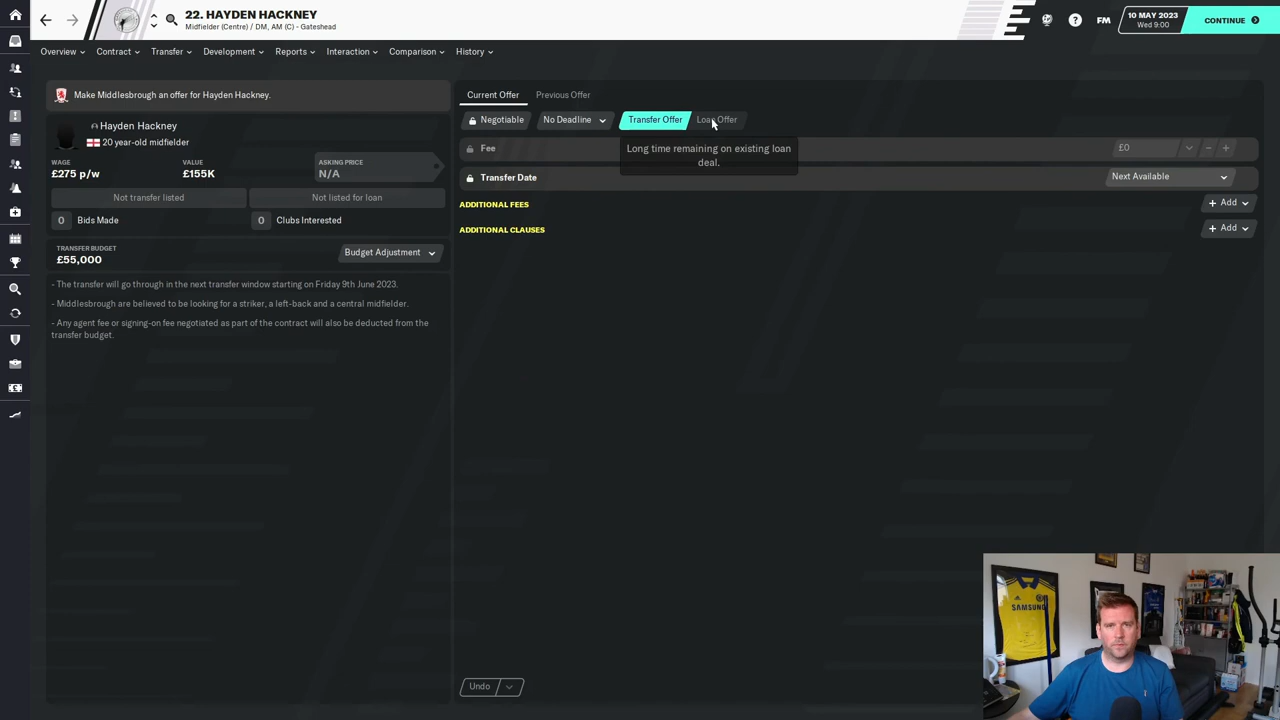 22. HAYDEN HACKNEY
Midfielder (Centre) / DM, AM (C) - Gateshead
FM
10 MAY 2023
Wed 9:00
CONTINUE
Overview
Contract
Transfer
Development
Reports
Interaction
Comparison
History
Make Middlesbrough an offer for Hayden Hackney.
Hayden Hackney
20 year-old midfielder
WAGE
£275 p/w
VALUE
£155K
ASKING PRICE
N/A
Not transfer listed
Not listed for loan
0 Bids Made
0 Clubs Interested
TRANSFER BUDGET
£55,000
Budget Adjustment
- The transfer will go through in the next transfer window starting on Friday 9th June 2023.
- Middlesbrough are believed to be looking for a striker, a left-back and a central midfielder.
- Any agent fee or signing-on fee negotiated as part of the contract will also be deducted from the
transfer budget.
Current Offer
Previous Offer
Negotiable
No Deadline
Transfer Offer
Loan Offer
Fee
£0
Long time remaining on existing loan
deal.
Transfer Date
Next Available
ADDITIONAL FEES
+ Add
ADDITIONAL CLAUSES
+ Add
Undo
SAMSUNG